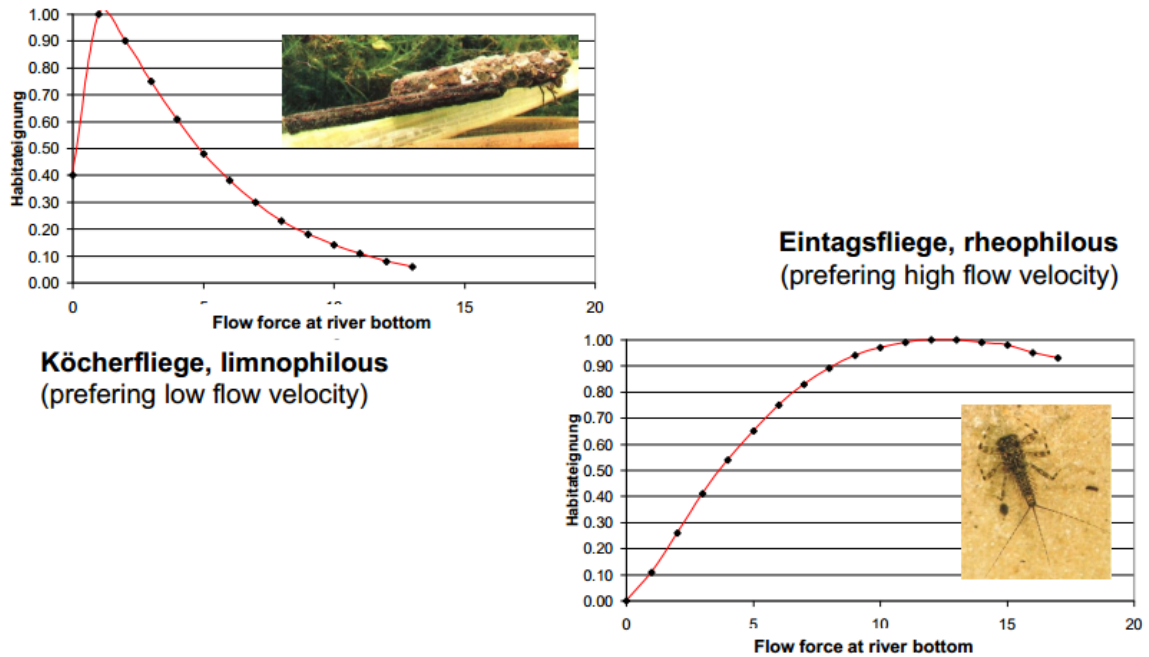 1.00
0.90
0.80
0.70
0.60
0.50
0.40
0.30
0.20
0.10
0.00
Habitateignung
0 15 20
Flow force at river bottom
Köcherfliege, limnophilous
(prefering low flow velocity)
Eintagsfliege, rheophilous
(prefering high flow velocity)
1.00
0.90
0.80
0.70
0.60
0.50
0.40
0.30
0.20
0.10
0.00
Habitateignung
0 5 10 15 20
Flow force at river bottom